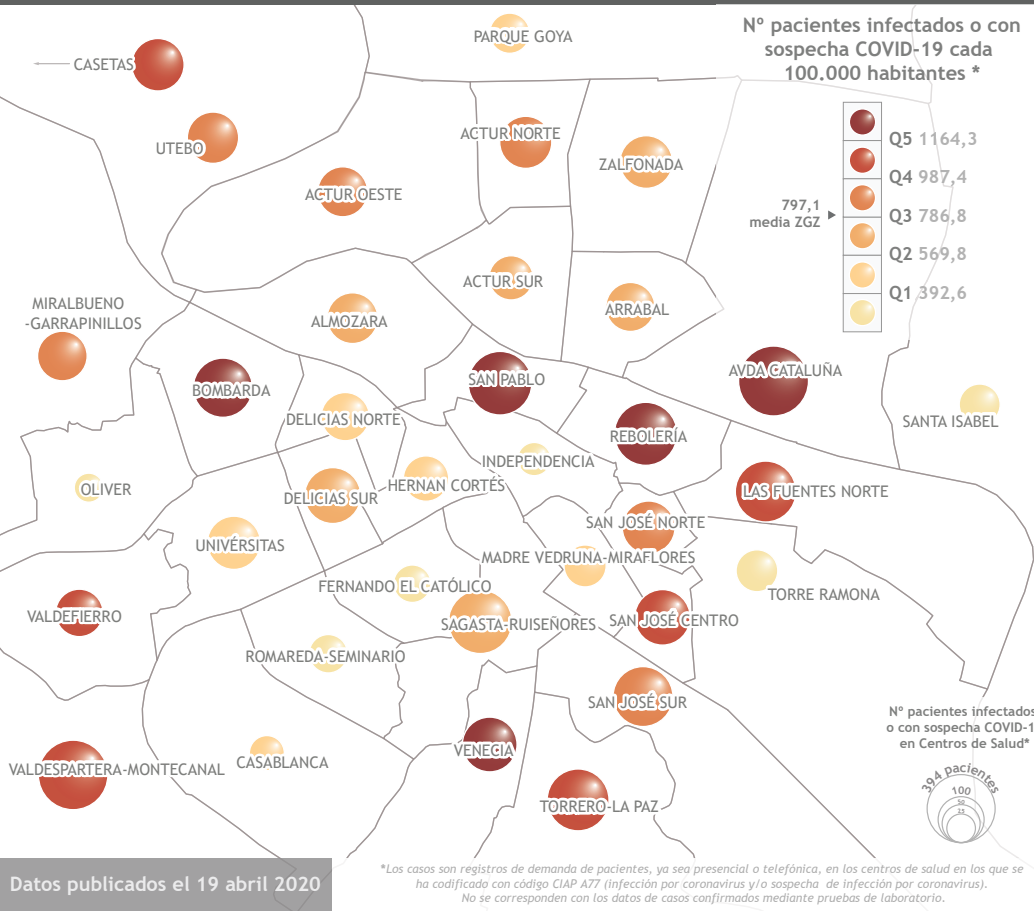 Nº pacientes infectados o con
sospecha COVID-19 cada
100.000 habitantes *
Q5 1164,3
Q4 987,4
797,1
media ZGZ
Q3 786,8
Q2 569,8
Q1 392,6
PARQUE GOYA
CASETAS
UTEBO
ACTUR NORTE
ZALFONADA
ACTUR OESTE
ACTUR SUR
MIRALBUENO
-GARRAPINILLOS
ALMOZARA
ARRABAL
BOMBARDA
SAN PABLO
AVDA CATALUÑA
DELICIAS NORTE
REBOLERÍA
SANTA ISABEL
OLIVER
INDEPENDENCIA
DELICIAS SUR
HERNAN CORTÉS
LAS FUENTES NORTE
SAN JOSÉ NORTE
UNIVÉRSITAS
MADRE VEDRUNA-MIRAFLORES
FERNANDO EL CATÓLICO
TORRE RAMONA
VALDEFIERRO
SAGASTA-RUISEÑORES
SAN JOSÉ CENTRO
ROMAREDA-SEMINARIO
SAN JOSÉ SUR
VENECIA
CASABLANCA
VALDESPARTERA-MONTECANAL
TORRERO-LA PAZ
Nº pacientes infectados
o con sospecha COVID-1
en Centros de Salud*
394 pacientes
100
50
25
Datos publicados el 19 abril 2020
*Los casos son registros de demanda de pacientes, ya sea presencial o telefónica, en los centros de salud en los que se
ha codificado con código CIAP A77 (infección por coronavirus y/o sospecha de infección por coronavirus).
No se corresponden con los datos de casos confirmados mediante pruebas de laboratorio.